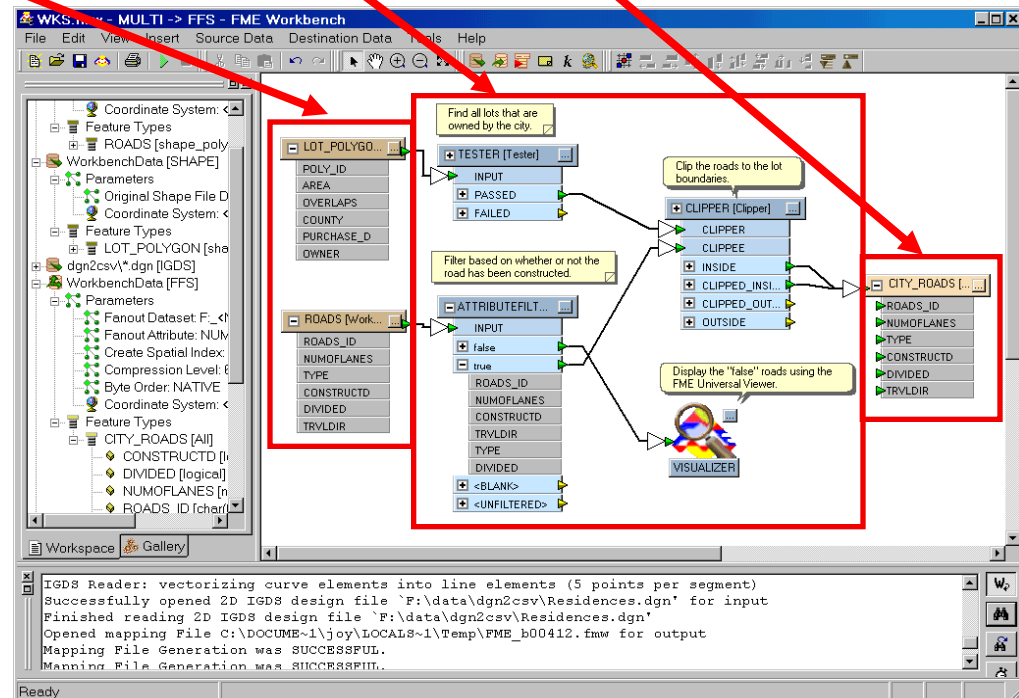 - MULTI -> FFS - FME Workbench
File Edit View Insert Source Data Destination Data Tools Help
Coordinate System: <
Feature Types
ROADS [shape_poly
WorkbenchData [SHAPE]
Parameters
Original Shape File D
Coordinate System: <
Feature Types
LOT_POLYGON [sha
dgn2csv\*.dgn [IGDS]
WorkbenchData [FFS]
Parameters
Fanout Dataset: F:_<N
Fanout Attribute: NUM
Create Spatial Index:
Compression Level: 6
Byte Order: NATIVE
Coordinate System: <
Feature Types
CITY_ROADS [All]
CONSTRUCTD [l
DIVIDED [logical]
NUMOFLANES [n
ROADS_ID [char(
Workspace Gallery
Find all lots that are
owned by the city.
LOT_POLYGO... ...
POLY_ID
AREA
OVERLAPS
COUNTY
PURCHASE_D
OWNER
TESTER [Tester] ...
INPUT
PASSED
FAILED
Clip the roads to the lot
boundaries.
CLIPPER [Clipper] ...
CLIPPER
CLIPPEE
INSIDE
CLIPPED_INSI...
CLIPPED_OUT...
OUTSIDE
Filter based on whether or not the
road has been constructed.
ROADS [Work... ...
ROADS_ID
NUMOFLANES
TYPE
CONSTRUCTD
DIVIDED
TRVLDIR
ATTRIBUTEFILT... ...
INPUT
false
true
ROADS_ID
NUMOFLANES
CONSTRUCTD
TRVLDIR
TYPE
DIVIDED
<BLANK>
<UNFILTERED>
Display the "false" roads using the
FME Universal Viewer.
...
VISUALIZER
CITY_ROADS [... ...
ROADS_ID
NUMOFLANES
TYPE
CONSTRUCTD
DIVIDED
TRVLDIR
IGDS Reader: vectorizing curve elements into line elements (5 points per segment)
Successfully opened 2D IGDS design file `F:\data\dgn2csv\Residences.dgn' for input
Finished reading 2D IGDS design file `F:\data\dgn2csv\Residences.dgn'
Opened mapping File C:\DOCUME~1\joy\LOCALS~1\Temp\FME_b00412.fmw for output
Mapping File Generation was SUCCESSFUL.
Mapping File Generation was SUCCESSFUL.
Ready